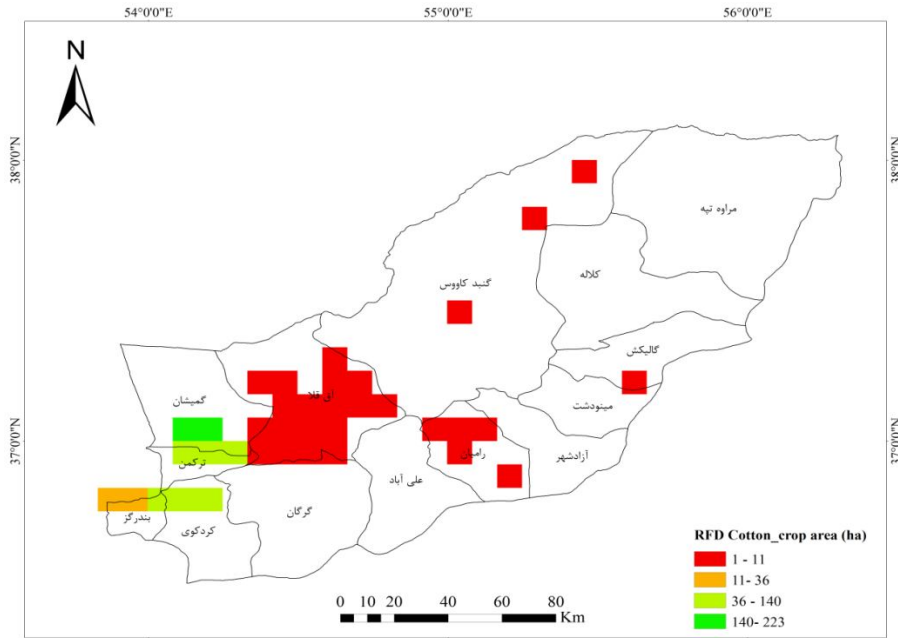 54°0'0"E 55°0'0"E 56°0'0"E
N
38°0'0"N 38°0'0"N
مراوه تپه
کلاله
گنبد کاووس
گالیکش
آق قلا
گمیشان
مینودشت
37°0'0"N 37°0'0"N
رامیان
آزادشهر
ترکمن
علی آباد
گرگان
بندرگز
کردکوی
RFD Cotton_crop area (ha)
1 - 11
11- 36
36 - 140
140- 223
0 5 10 20 40 60 80
Km